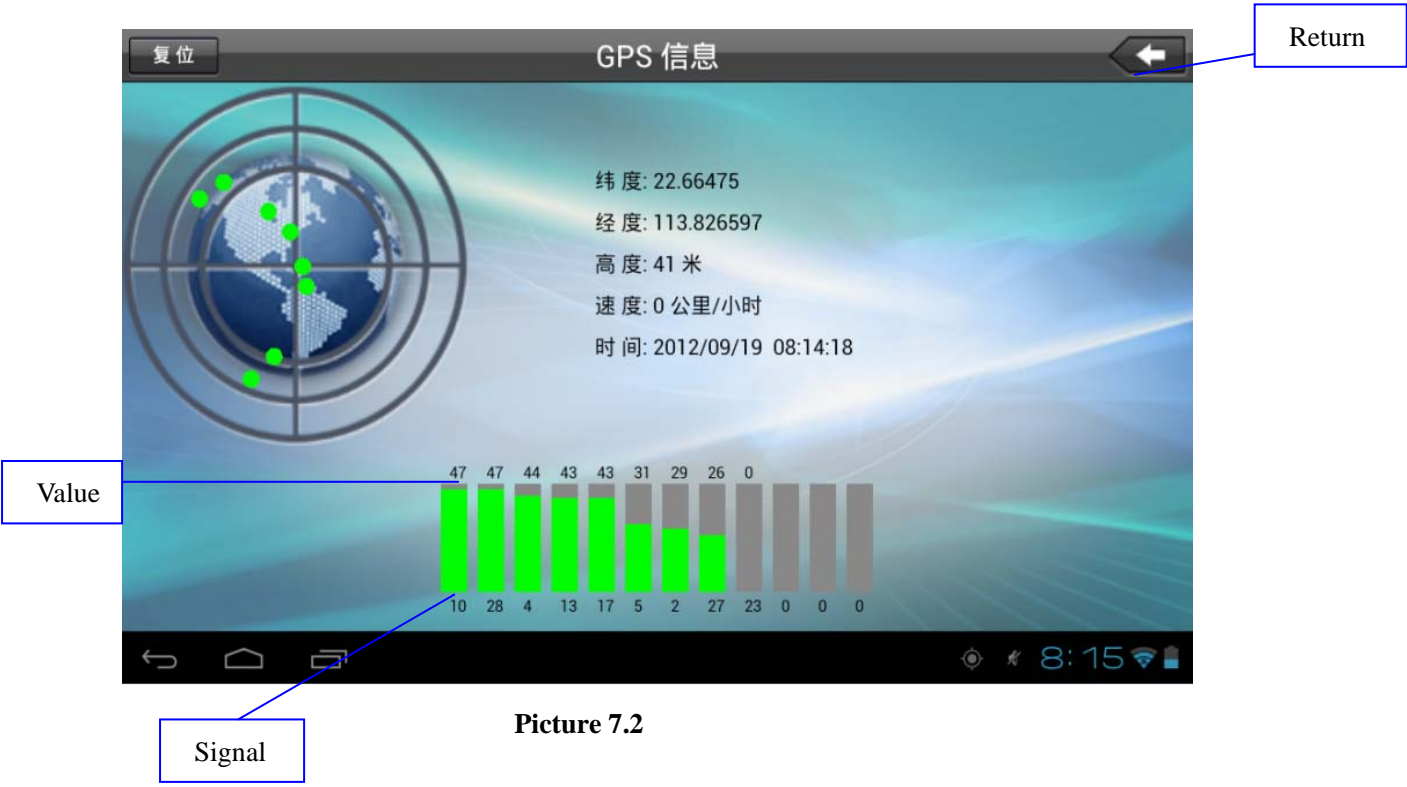 Return
复位
GPS 信息
纬 度: 22.66475
经 度: 113.826597
高 度: 41 米
速 度: 0 公里/小时
时 间: 2012/09/19 08:14:18
Value
47 47 44 43 43 31 29 26 0
10 28 4 13 17 5 2 27 23 0 0 0
8:15
Picture 7.2
Signal